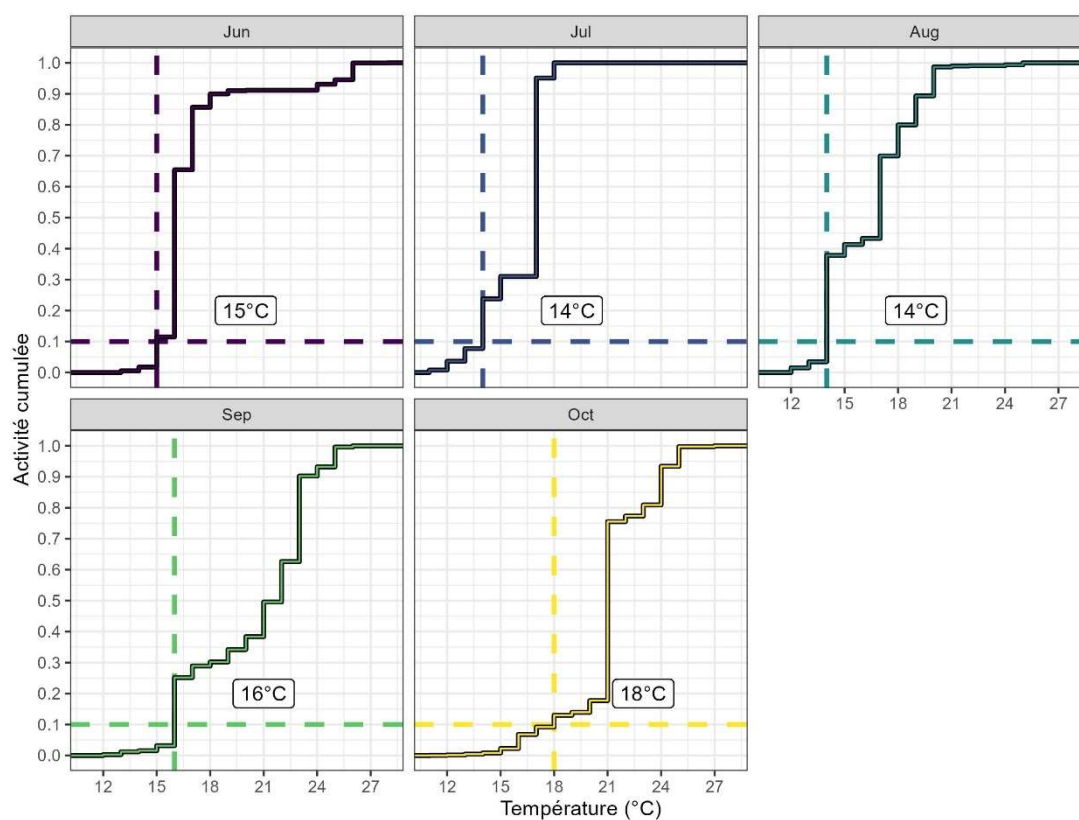 Jun Jul Aug
1.0
0.9
0.8
0.7
0.6
0.5
0.4
0.3
0.2
0.1
0.0
15°C 14°C 14°C
12 15 18 21 24 27
Sep Oct
1.0
0.9
0.8
0.7
0.6
0.5
0.4
0.3
0.2
0.1
0.0
16°C 18°C
12 15 18 21 24 27 12 15 18 21 24 27
Activité cumulée
Température (°C)